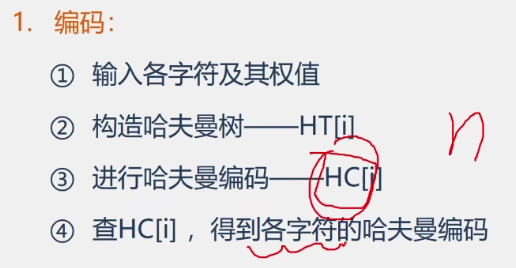 1. 编码：
① 输入各字符及其权值
② 构造哈夫曼树——HT[i]
③ 进行哈夫曼编码——HC[i]
④ 查HC[i] ，得到各字符的哈夫曼编码
n